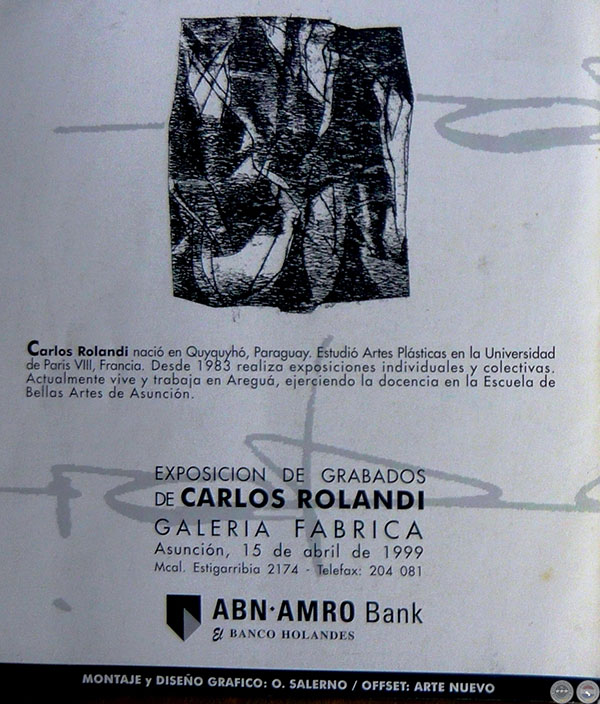 Carlos Rolandi nació en Quyquyhó, Paraguay. Estudió Artes Plásticas en la Universidad
de Paris VIII, Francia. Desde 1983 realiza exposiciones individuales y colectivas.
Actualmente vive y trabaja en Areguá, ejerciendo la docencia en la Escuela de
Bellas Artes de Asunción.
EXPOSICION DE GRABADOS
DE CARLOS ROLANDI
GALERIA FABRICA
Asunción, 15 de abril de 1999
Mcal. Estigarribia 2174 - Telefax: 204 081
ABN·AMRO Bank
El BANCO HOLANDES
MONTAJE y DISEÑO GRAFICO: O. SALERNO / OFFSET: ARTE NUEVO